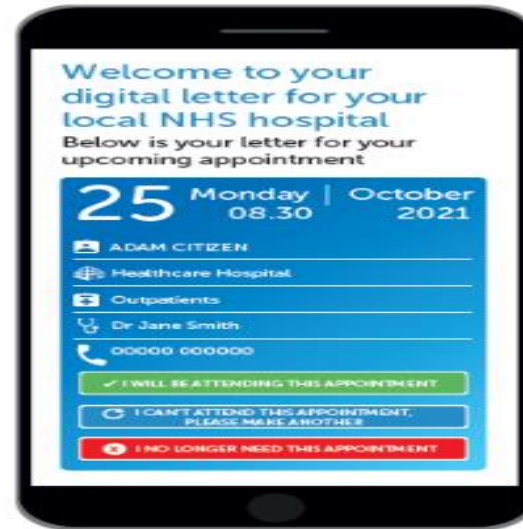 Welcome to your
digital letter for your
local NHS hospital
Below is your letter for your
upcoming appointment
25 Monday | October
08.30 2021
ADAM CITIZEN
Healthcare Hospital
Outpatients
Dr Jane Smith
00000 000000
✓ I WILL BE ATTENDING THIS APPOINTMENT
I CAN'T ATTEND THIS APPOINTMENT,
PLEASE MAKE ANOTHER
I NO LONGER NEED THIS APPOINTMENT